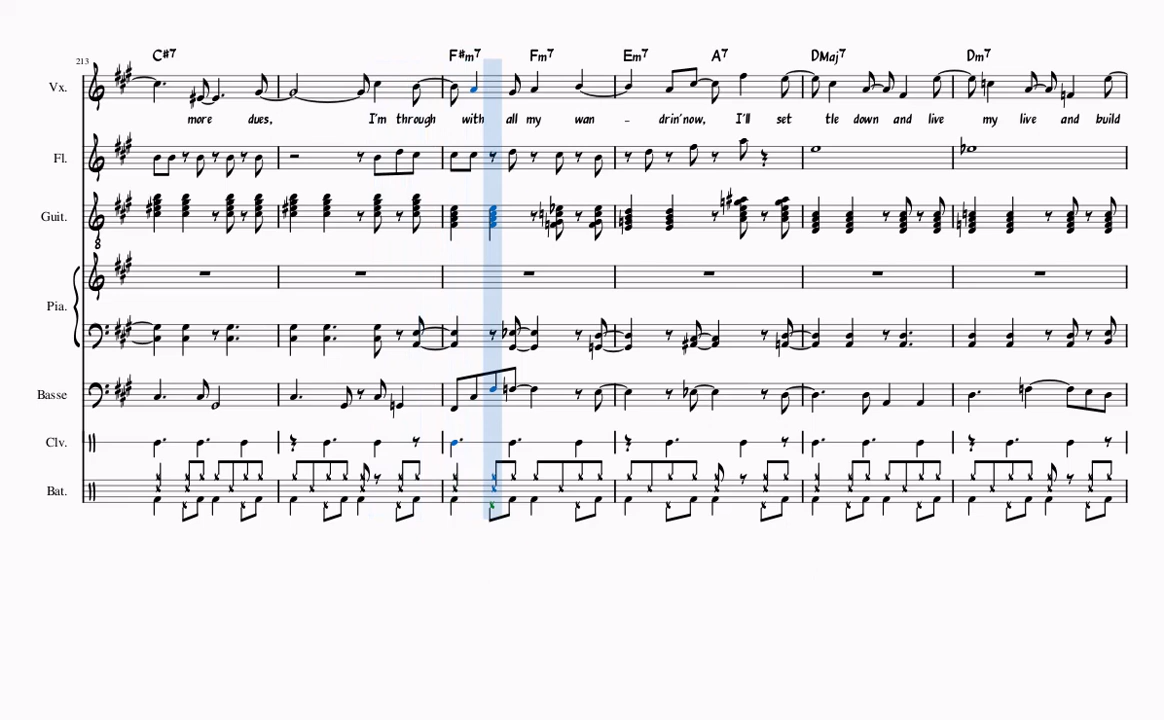 C#7 F#m7 Fm7 Em7 A7 DMaj7 Dm7
213
Vx.
more dues, I'm through with all my wan - drin'now, I'll set tle down and live my live and build
Fl.
Guit.
8
Pia.
Basse
Clv.
Bat.